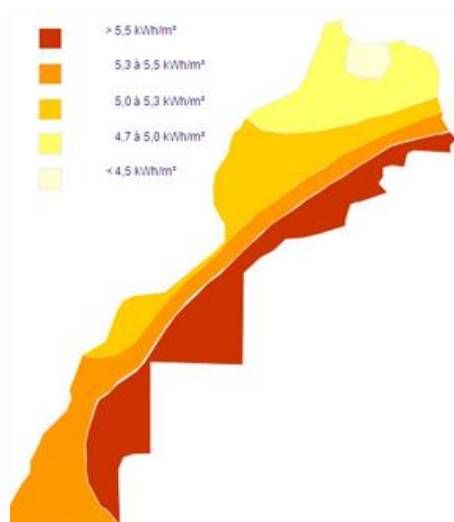 > 5,5 kWh/m²
5,3 à 5,5 kWh/m²
5,0 à 5,3 kWh/m²
4,7 à 5,0 kWh/m²
< 4,5 kWh/m²